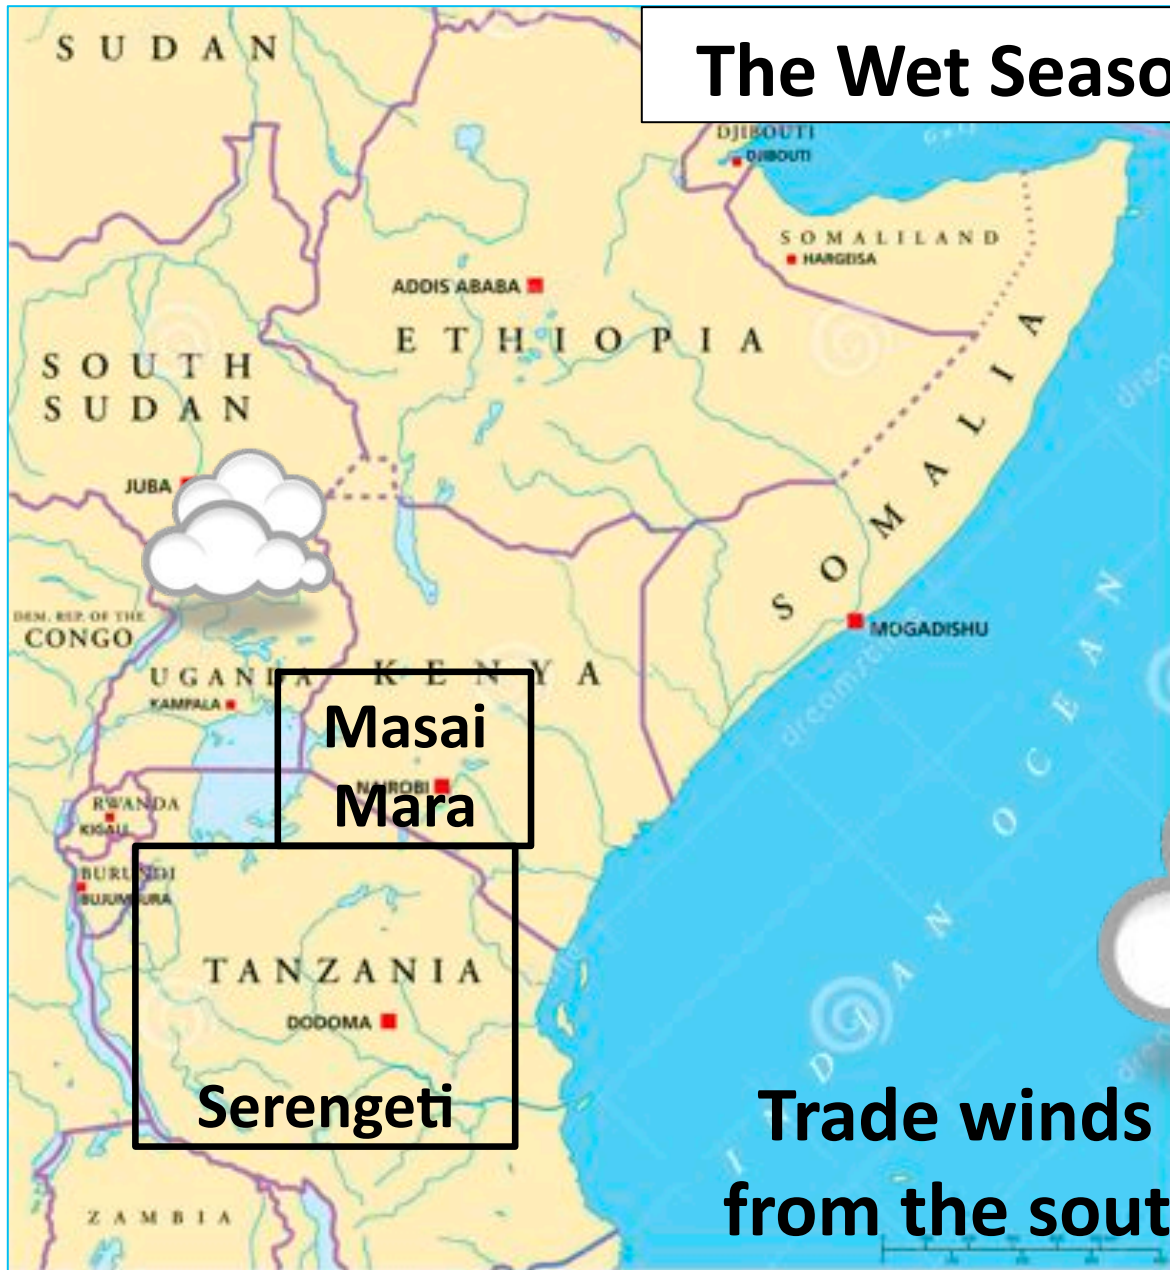 The Wet Seaso
SUDAN
DJIBOUTI
DJIBOUTI
SOMALILAND
HARGEISA
ADDIS ABABA
ETHIOPIA
SOUTH
SUDAN
JUBA
SOMALIA
DEM. REP. OF THE
CONGO
MOGADISHU
UGANDA
KENYA
KAMPALA
Masai
NAIROBI
Mara
RWANDA
KIGALI
BURUNDI
BUJUMBURA
INDIAN OCEAN
TANZANIA
DODOMA
Serengeti
Trade winds
from the sout
ZAMBIA